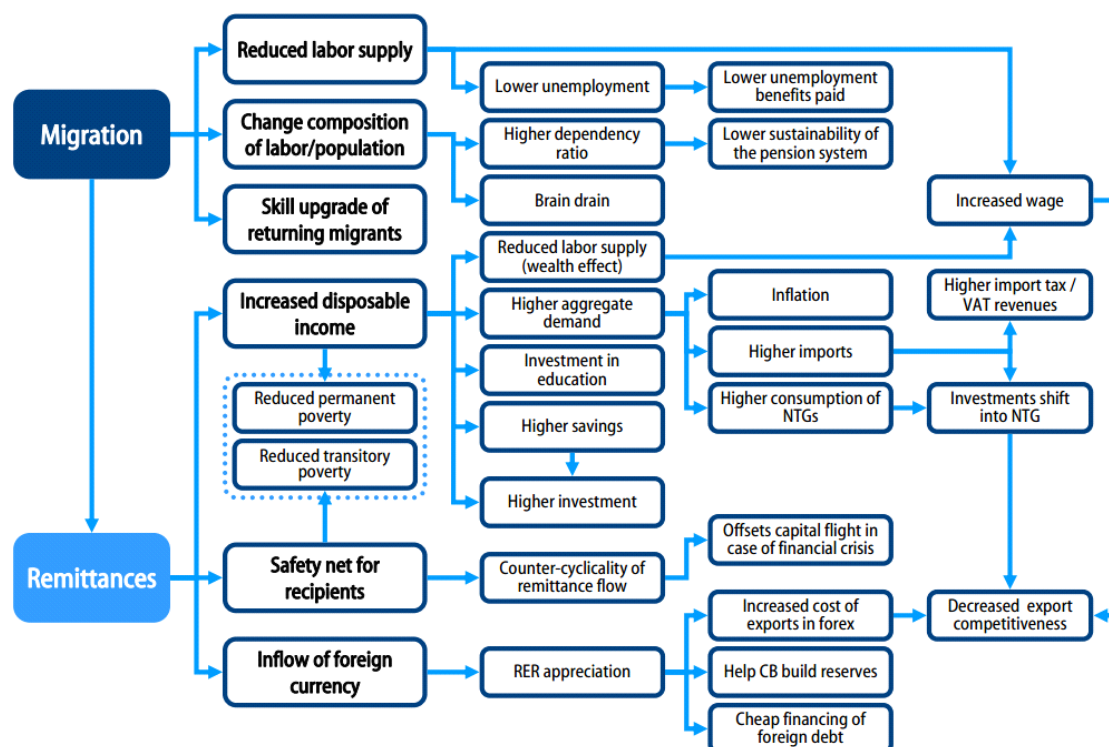 Reduced labor supply
Lower unemployment
Lower unemployment
benefits paid
Migration
Change composition
of labor/population
Higher dependency
ratio
Lower sustainability of
the pension system
Brain drain
Increased wage
Skill upgrade of
returning migrants
Reduced labor supply
(wealth effect)
Increased disposable
income
Higher aggregate
demand
Inflation
Higher import tax /
VAT revenues
Higher imports
Investment in
education
Reduced permanent
poverty
Higher consumption of
NTGs
Investments shift
into NTG
Higher savings
Reduced transitory
poverty
Higher investment
Offsets capital flight in
case of financial crisis
Remittances
Safety net for
recipients
Counter-cyclicality of
remittance flow
Increased cost of
exports in forex
Decreased export
competitiveness
Inflow of foreign
currency
RER appreciation
Help CB build reserves
Cheap financing of
foreign debt